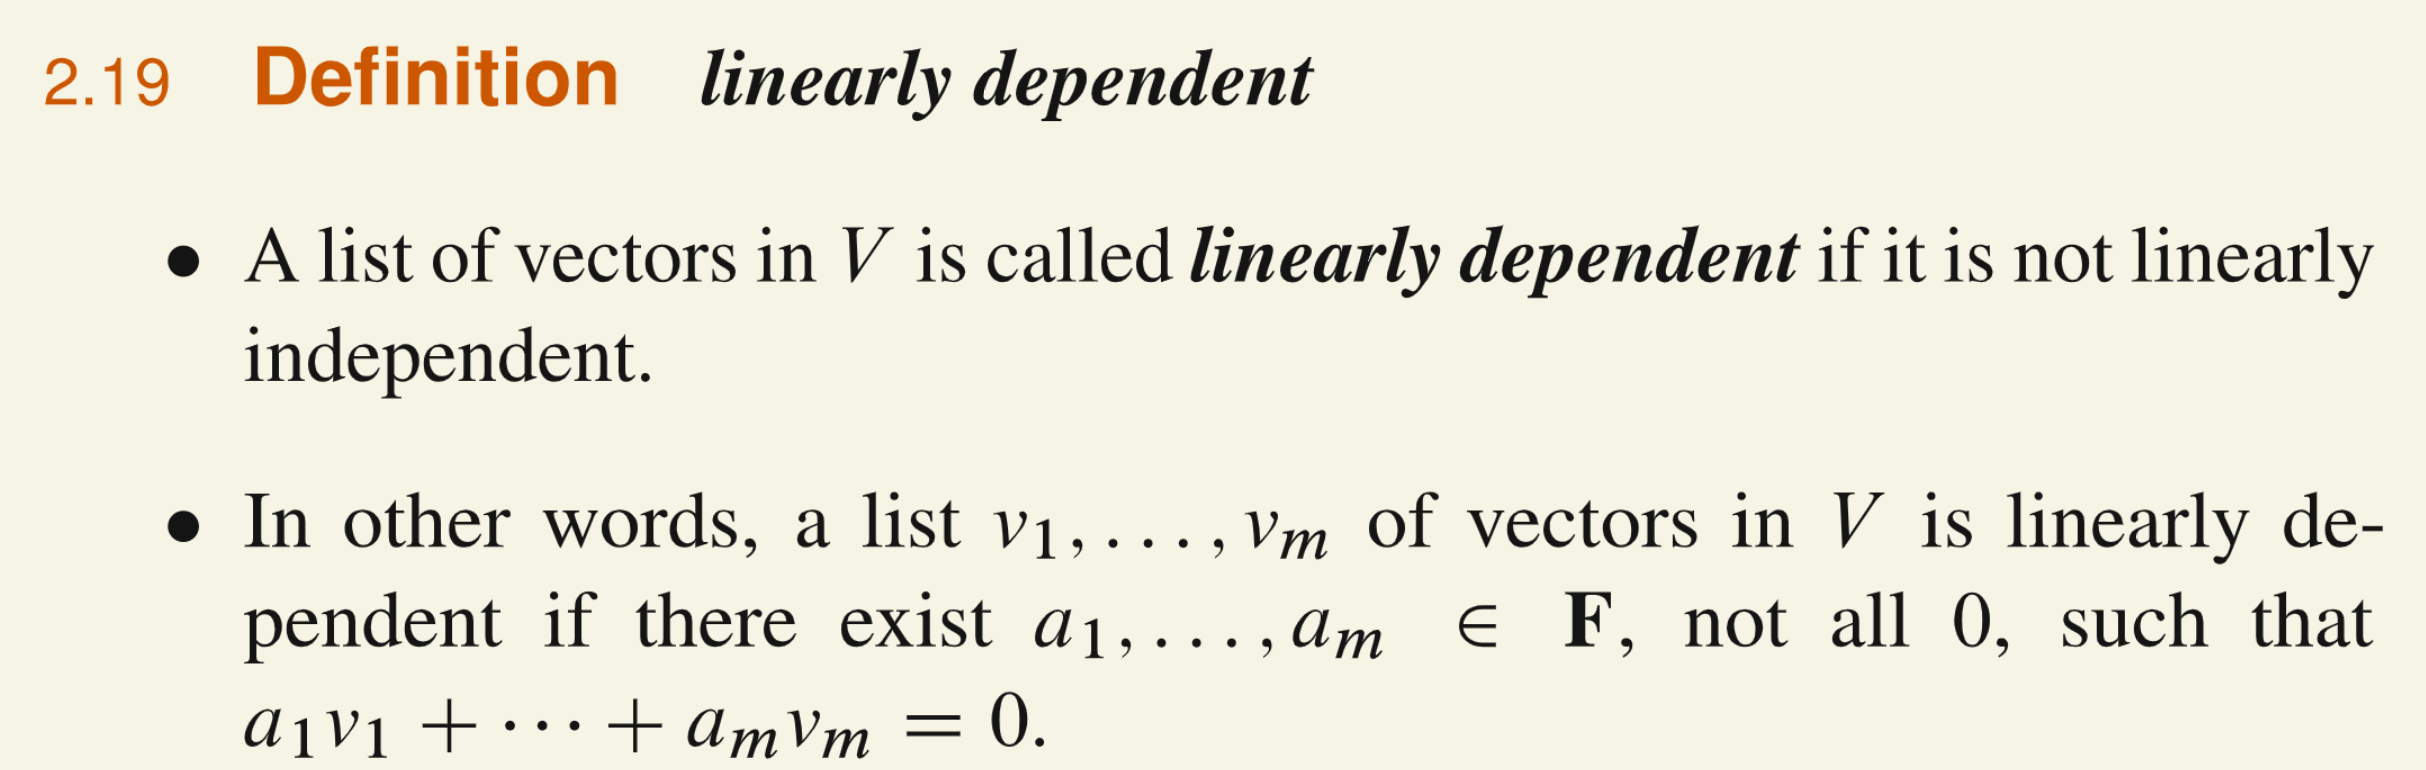 2.19 Definition linearly dependent
• A list of vectors in V is called linearly dependent if it is not linearly
independent.
• In other words, a list v₁, . . . , vₘ of vectors in V is linearly de-
pendent if there exist a₁, . . . , aₘ ∈ F, not all 0, such that
a₁v₁ + · · · + aₘvₘ = 0.